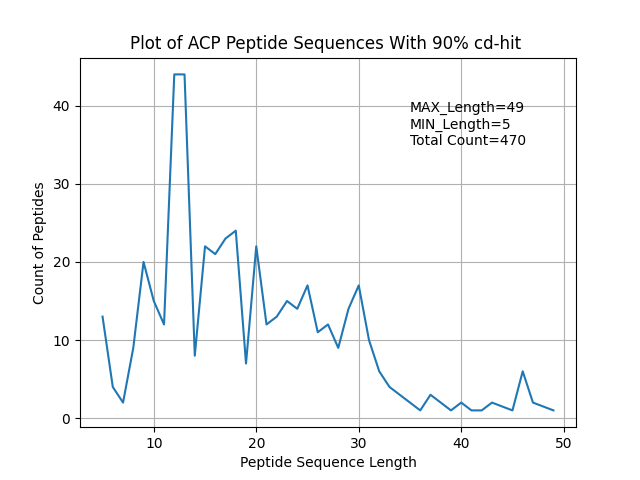 Plot of ACP Peptide Sequences With 90% cd-hit
MAX_Length=49
MIN_Length=5
Total Count=470
Count of Peptides
40
30
20
10
0
10 20 30 40 50
Peptide Sequence Length